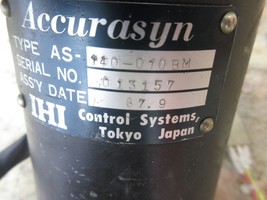 Accurasyn
TYPE AS- 140-010BM
SERIAL NO. 013157
ASSY DATE 87.9
IHI Control Systems,
Tokyo Japan